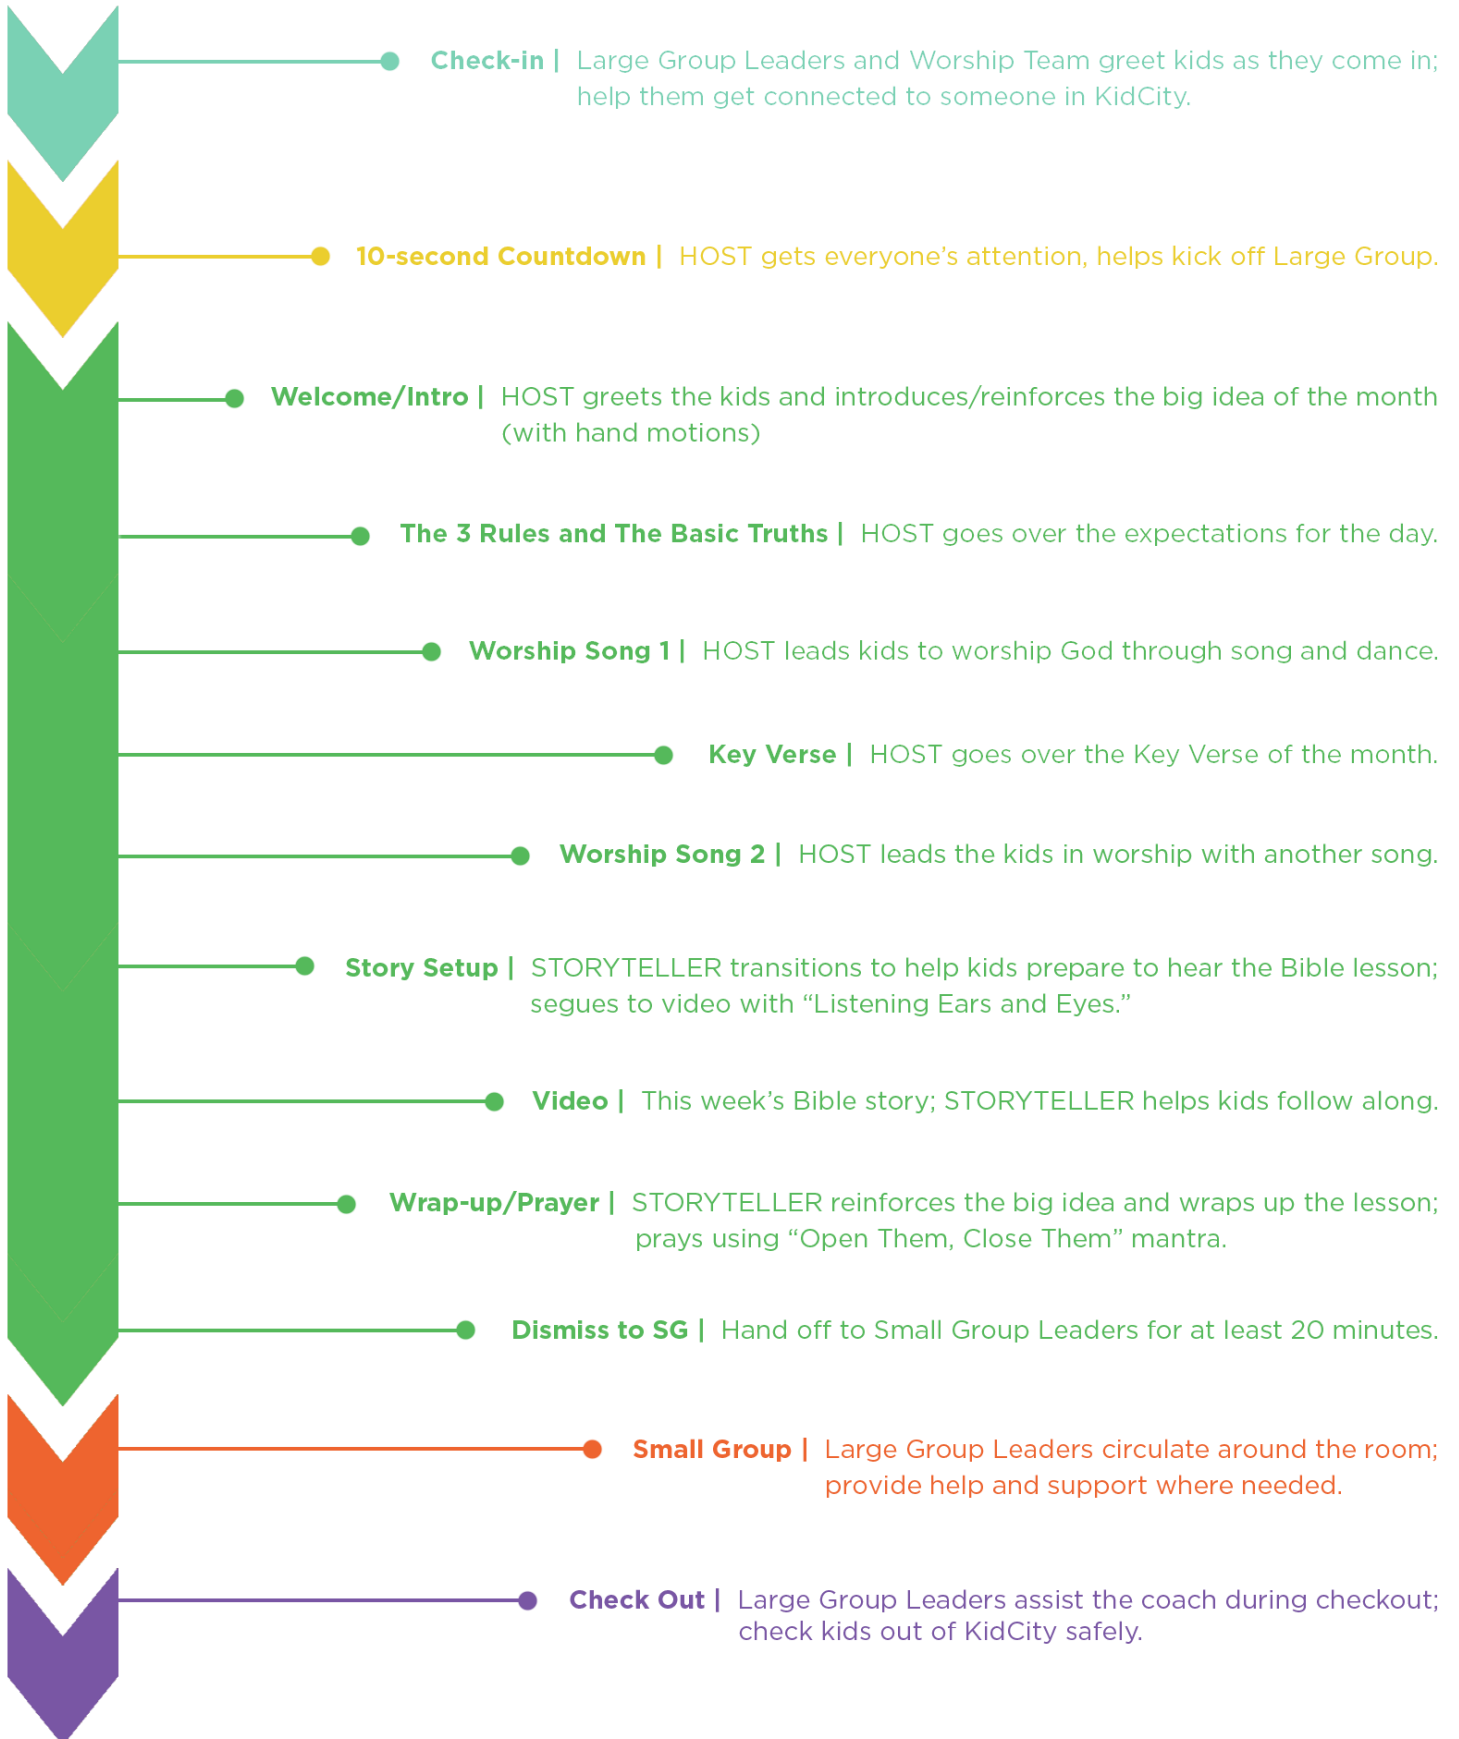 Check-in | Large Group Leaders and Worship Team greet kids as they come in;
help them get connected to someone in KidCity.
10-second Countdown | HOST gets everyone’s attention, helps kick off Large Group.
Welcome/Intro | HOST greets the kids and introduces/reinforces the big idea of the month
(with hand motions)
The 3 Rules and The Basic Truths | HOST goes over the expectations for the day.
Worship Song 1 | HOST leads kids to worship God through song and dance.
Key Verse | HOST goes over the Key Verse of the month.
Worship Song 2 | HOST leads the kids in worship with another song.
Story Setup | STORYTELLER transitions to help kids prepare to hear the Bible lesson;
segues to video with “Listening Ears and Eyes.”
Video | This week’s Bible story; STORYTELLER helps kids follow along.
Wrap-up/Prayer | STORYTELLER reinforces the big idea and wraps up the lesson;
prays using “Open Them, Close Them” mantra.
Dismiss to SG | Hand off to Small Group Leaders for at least 20 minutes.
Small Group | Large Group Leaders circulate around the room;
provide help and support where needed.
Check Out | Large Group Leaders assist the coach during checkout;
check kids out of KidCity safely.